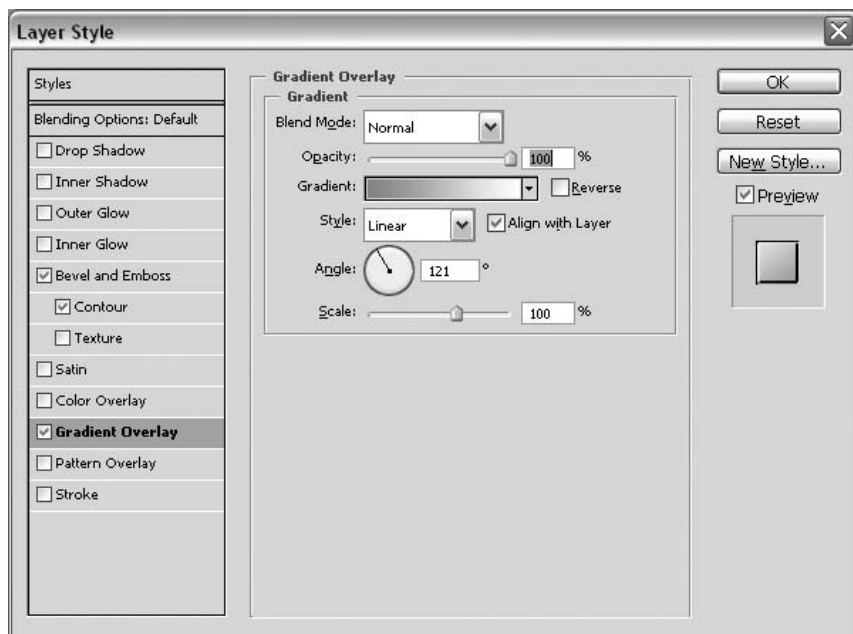 Layer Style
Styles
Blending Options: Default
Drop Shadow
Inner Shadow
Outer Glow
Inner Glow
Bevel and Emboss
Contour
Texture
Satin
Color Overlay
Gradient Overlay
Pattern Overlay
Stroke
Gradient Overlay
Gradient
Blend Mode: Normal
Opacity: 100 %
Gradient: Reverse
Style: Linear Align with Layer
Angle: 121 °
Scale: 100 %
OK
Reset
New Style...
Preview